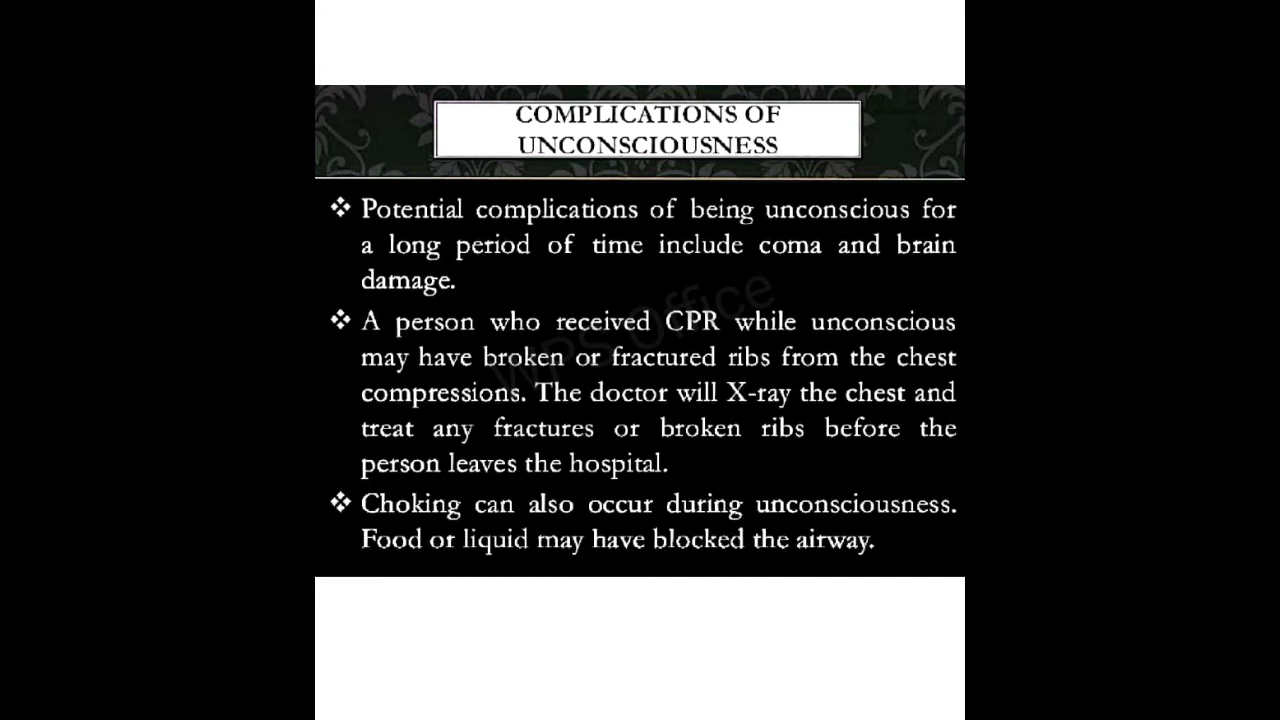 COMPLICATIONS OF
UNCONSCIOUSNESS
❖ Potential complications of being unconscious for
a long period of time include coma and brain
damage.
❖ A person who received CPR while unconscious
may have broken or fractured ribs from the chest
compressions. The doctor will X-ray the chest and
treat any fractures or broken ribs before the
person leaves the hospital.
❖ Choking can also occur during unconsciousness.
Food or liquid may have blocked the airway.
WPS Office